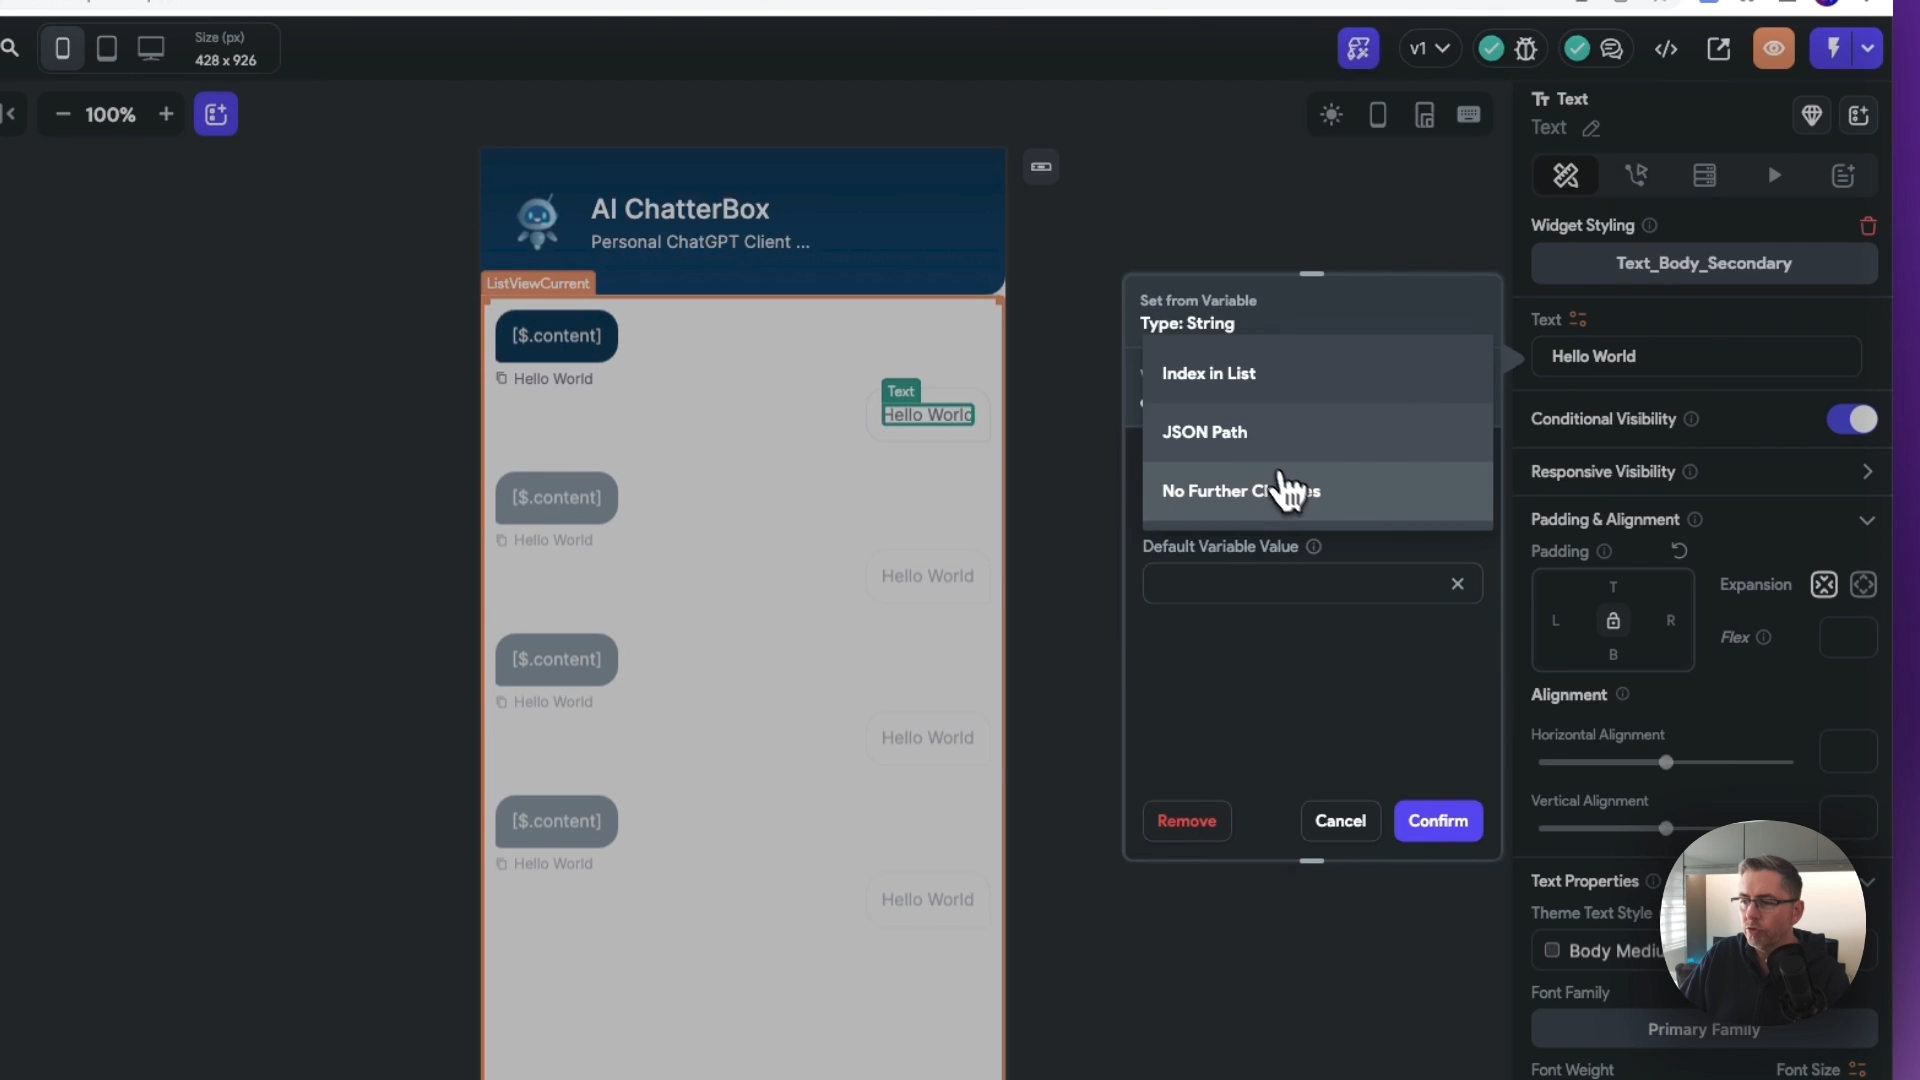 Size (px)
428 x 926
v1
100%
Text
Text
Widget Styling
Text_Body_Secondary
Text
Hello World
Conditional Visibility
Responsive Visibility
Padding & Alignment
Padding
T
L
R
B
Expansion
Flex
Alignment
Horizontal Alignment
Vertical Alignment
Text Properties
Theme Text Style
Font Family
Primary Family
Font Weight
Font Size
AI ChatterBox
Personal ChatGPT Client ...
ListViewCurrent
[$.content]
Hello World
Text
Hello World
[$.content]
Hello World
Hello World
[$.content]
Hello World
Hello World
[$.content]
Hello World
Hello World
Set from Variable
Type: String
Index in List
JSON Path
No Further
Default Variable Value
Remove
Cancel
Confirm
Body